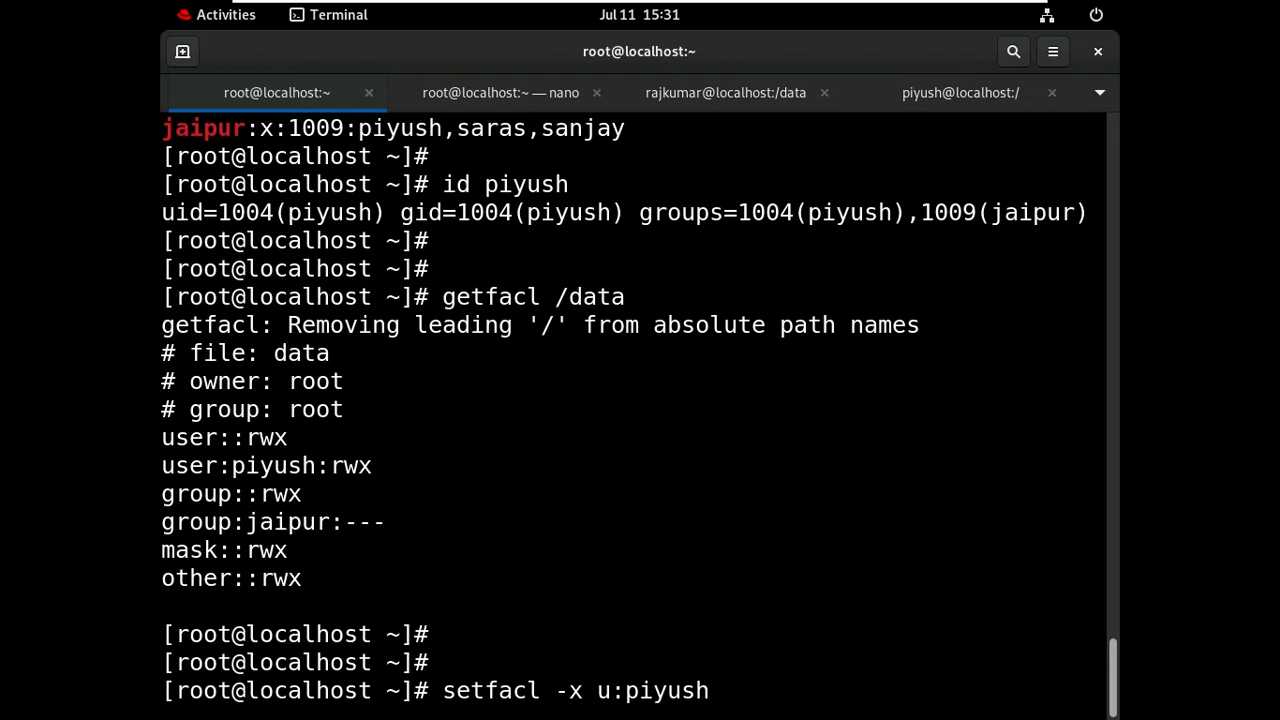 Activities Terminal Jul 11 15:31
root@localhost:~
root@localhost:~ root@localhost:~ — nano rajkumar@localhost:/data piyush@localhost:/
jaipur:x:1009:piyush,saras,sanjay
[root@localhost ~]#
[root@localhost ~]# id piyush
uid=1004(piyush) gid=1004(piyush) groups=1004(piyush),1009(jaipur)
[root@localhost ~]#
[root@localhost ~]#
[root@localhost ~]# getfacl /data
getfacl: Removing leading '/' from absolute path names
# file: data
# owner: root
# group: root
user::rwx
user:piyush:rwx
group::rwx
group:jaipur:---
mask::rwx
other::rwx
[root@localhost ~]#
[root@localhost ~]#
[root@localhost ~]# setfacl -x u:piyush